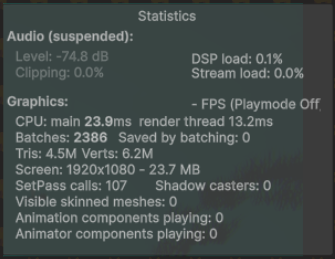 Statistics
Audio (suspended):
Level: -74.8 dB DSP load: 0.1%
Clipping: 0.0% Stream load: 0.0%
Graphics: - FPS (Playmode Off
CPU: main 23.9ms render thread 13.2ms
Batches: 2386 Saved by batching: 0
Tris: 4.5M Verts: 6.2M
Screen: 1920x1080 - 23.7 MB
SetPass calls: 107 Shadow casters: 0
Visible skinned meshes: 0
Animation components playing: 0
Animator components playing: 0